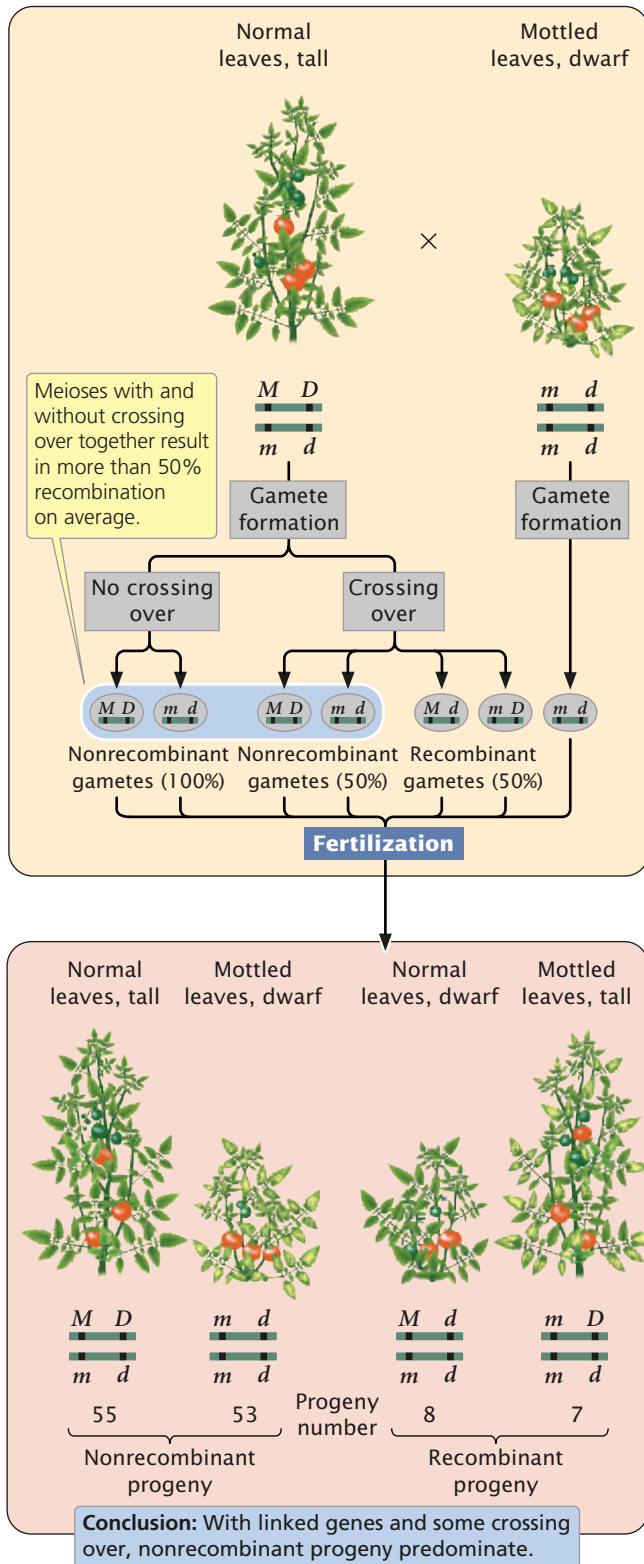 Normal
leaves, tall
Mottled
leaves, dwarf
×
Meioses with and
without crossing
over together result
in more than 50%
recombination
on average.
M D
m d
m d
m d
Gamete
formation
Gamete
formation
No crossing
over
Crossing
over
M D
m d
M D
m d
M d
m D
m d
Nonrecombinant
gametes (100%)
Nonrecombinant
gametes (50%)
Recombinant
gametes (50%)
Fertilization
Normal
leaves, tall
Mottled
leaves, dwarf
Normal
leaves, dwarf
Mottled
leaves, tall
M D
m d
m d
m d
M d
m d
m D
m d
55
53
Progeny
number
8
7
Nonrecombinant
progeny
Recombinant
progeny
Conclusion: With linked genes and some crossing
over, nonrecombinant progeny predominate.